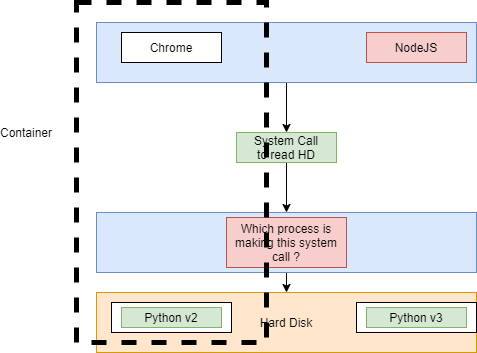 Chrome
NodeJS
Container
System Call
to read HD
Which process is
making this system
call ?
Python v2
Hard Disk
Python v3